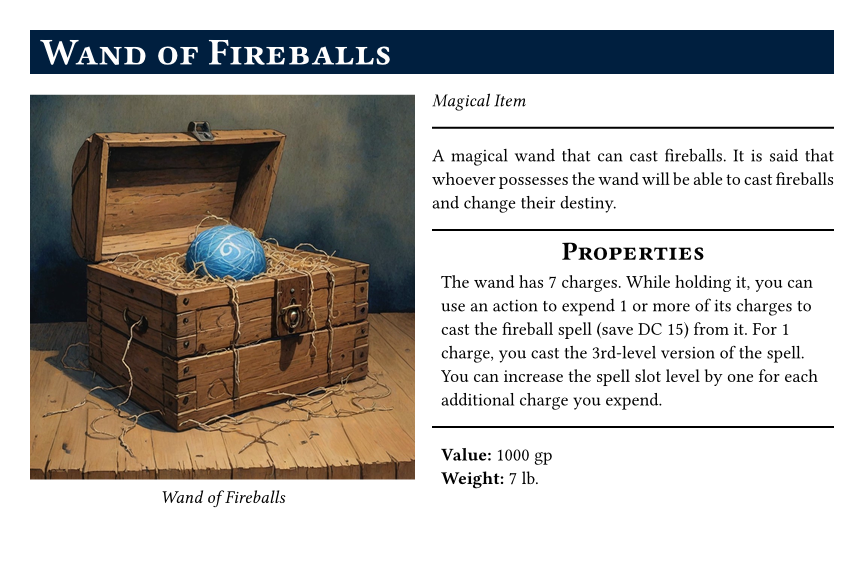 Wand of Fireballs
Magical Item
A magical wand that can cast fireballs. It is said that
whoever possesses the wand will be able to cast fireballs
and change their destiny.
Properties
The wand has 7 charges. While holding it, you can
use an action to expend 1 or more of its charges to
cast the fireball spell (save DC 15) from it. For 1
charge, you cast the 3rd-level version of the spell.
You can increase the spell slot level by one for each
additional charge you expend.
Value: 1000 gp
Weight: 7 lb.
Wand of Fireballs